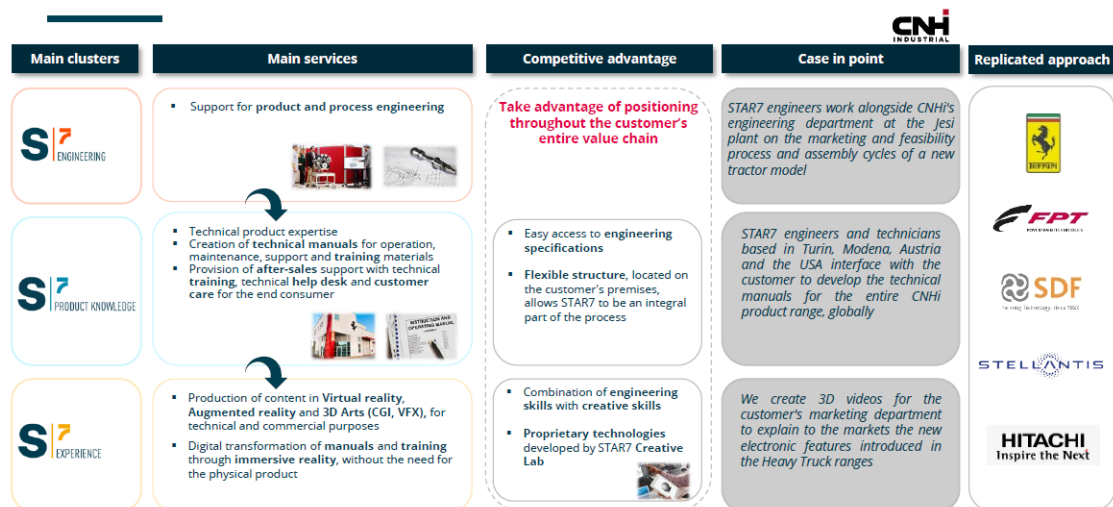 CNHi
INDUSTRIAL
Main clusters
Main services
Competitive advantage
Case in point
Replicated approach
S7
ENGINEERING
▪ Support for product and process engineering
Take advantage of positioning
throughout the customer's
entire value chain
STAR7 engineers work alongside CNHi's
engineering department at the Jesi
plant on the marketing and feasibility
process and assembly cycles of a new
tractor model
Ferrari
S7
PRODUCT KNOWLEDGE
▪ Technical product expertise
▪ Creation of technical manuals for operation,
maintenance, support and training materials
▪ Provision of after-sales support with technical
training, technical help desk and customer
care for the end consumer
INSTRUCTION AND
OPERATING MANUAL
▪ Easy access to engineering
specifications
▪ Flexible structure, located on
the customer's premises,
allows STAR7 to be an integral
part of the process
STAR7 engineers and technicians
based in Turin, Modena, Austria
and the USA interface with the
customer to develop the technical
manuals for the entire CNHi
product range, globally
FPT
SDF
STELLANTIS
S7
EXPERIENCE
▪ Production of content in Virtual reality,
Augmented reality and 3D Arts (CGI, VFX), for
technical and commercial purposes
▪ Digital transformation of manuals and training
through immersive reality, without the need for
the physical product
▪ Combination of engineering
skills with creative skills
▪ Proprietary technologies
developed by STAR7 Creative
Lab
We create 3D videos for the
customer's marketing department
to explain to the markets the new
electronic features introduced in
the Heavy Truck ranges
HITACHI
Inspire the Next